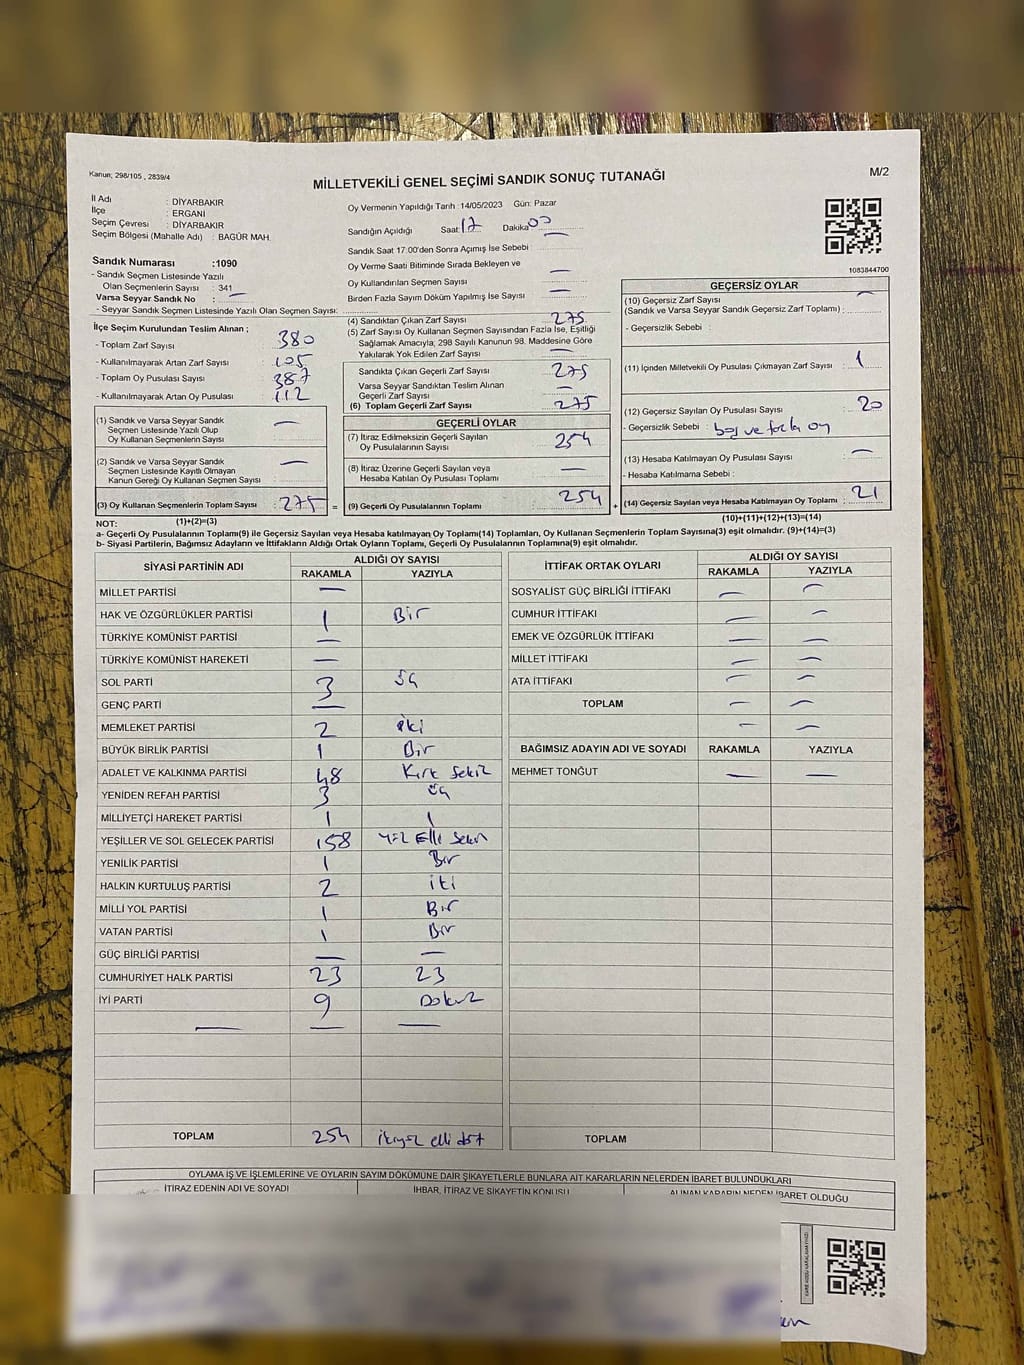 Kanun; 298/105 , 2839/4
MİLLETVEKİLİ GENEL SEÇİMİ SANDIK SONUÇ TUTANAĞI
M/2
İl Adı : DİYARBAKIR
İlçe : ERGANİ
Seçim Çevresi : DİYARBAKIR
Seçim Bölgesi (Mahalle Adı) : BAGÜR MAH.
Sandık Numarası :1090
- Sandık Seçmen Listesinde Yazılı
Olan Seçmenlerin Sayısı : 341
Varsa Seyyar Sandık No : —
- Seyyar Sandık Seçmen Listesinde Yazılı Olan Seçmen Sayısı:
Oy Vermenin Yapıldığı Tarih :14/05/2023 Gün: Pazar
Sandığın Açıldığı Saat 17 Dakika 00
Sandık Saat 17:00'den Sonra Açımış İse Sebebi : —
Oy Verme Saati Bitiminde Sırada Bekleyen ve
Oy Kullandırılan Seçmen Sayısı —
Birden Fazla Sayım Döküm Yapılmış İse Sayısı —
1083844700
İlçe Seçim Kurulundan Teslim Alınan ;
- Toplam Zarf Sayısı : 380
- Kullanılmayarak Artan Zarf Sayısı : 105
- Toplam Oy Pusulası Sayısı : 387
- Kullanılmayarak Artan Oy Pusulası : 112
(1) Sandık ve Varsa Seyyar Sandık
Seçmen Listesinde Yazılı Olup
Oy Kullanan Seçmenlerin Sayısı —
(2) Sandık ve Varsa Seyyar Sandık
Seçmen Listesinde Kayıtlı Olmayan
Kanun Gereği Oy Kullanan Seçmen Sayısı —
(3) Oy Kullanan Seçmenlerin Toplam Sayısı : 275
(4) Sandıktan Çıkan Zarf Sayısı 275
(5) Zarf Sayısı Oy Kullanan Seçmen Sayısından Fazla İse, Eşitliği
Sağlamak Amacıyla; 298 Sayılı Kanunun 98. Maddesine Göre
Yakılarak Yok Edilen Zarf Sayısı —
Sandıkta Çıkan Geçerli Zarf Sayısı 275
Varsa Seyyar Sandıktan Teslim Alınan
Geçerli Zarf Sayısı —
(6) Toplam Geçerli Zarf Sayısı 275
GEÇERLİ OYLAR
(7) İtiraz Edilmeksizin Geçerli Sayılan
Oy Pusulalarının Sayısı 254
(8) İtiraz Üzerine Geçerli Sayılan veya
Hesaba Katılan Oy Pusulası Toplamı —
= (9) Geçerli Oy Pusulalarının Toplamı 254
GEÇERSİZ OYLAR
(10) Geçersiz Zarf Sayısı —
(Sandık ve Varsa Seyyar Sandık Geçersiz Zarf Toplamı) :
- Geçersizlik Sebebi :
(11) İçinden Milletvekili Oy Pusulası Çıkmayan Zarf Sayısı : 1
(12) Geçersiz Sayılan Oy Pusulası Sayısı : 20
- Geçersizlik Sebebi : boş ve fazla oy
(13) Hesaba Katılmayan Oy Pusulası Sayısı : —
- Hesaba Katılmama Sebebi :
+ (14) Geçersiz Sayılan veya Hesaba Katılmayan Oy Toplamı : 21
NOT: (1)+(2)=(3) (10)+(11)+(12)+(13)=(14)
a- Geçerli Oy Pusulalarının Toplamı(9) ile Geçersiz Sayılan veya Hesaba katılmayan Oy Toplamı(14) Toplamları, Oy Kullanan Seçmenlerin Toplam Sayısına(3) eşit olmalıdır. (9)+(14)=(3)
b- Siyasi Partilerin, Bağımsız Adayların ve İttifakların Aldığı Oyların Toplamı, Geçerli Oy Pusulalarının Toplamına(9) eşit olmalıdır.
SİYASİ PARTİNİN ADI ALDIĞI OY SAYISI
RAKAMLA YAZIYLA
MİLLET PARTİSİ —
HAK VE ÖZGÜRLÜKLER PARTİSİ 1 Bir
TÜRKİYE KOMÜNİST PARTİSİ —
TÜRKİYE KOMÜNİST HAREKETİ —
SOL PARTİ 3 üç
GENÇ PARTİ —
MEMLEKET PARTİSİ 2 iki
BÜYÜK BİRLİK PARTİSİ 1 Bir
ADALET VE KALKINMA PARTİSİ 48 Kırk Sekiz
YENİDEN REFAH PARTİSİ 3 üç
MİLLİYETÇİ HAREKET PARTİSİ 1 1
YEŞİLLER VE SOL GELECEK PARTİSİ 158 Yüz Elli Sekiz
YENİLİK PARTİSİ 1 Bir
HALKIN KURTULUŞ PARTİSİ 2 iki
MİLLİ YOL PARTİSİ 1 Bir
VATAN PARTİSİ 1 Bir
GÜÇ BİRLİĞİ PARTİSİ — —
CUMHURİYET HALK PARTİSİ 23 23
İYİ PARTİ 9 Dokuz
— — —
TOPLAM 254 ikiyüz elli dört
İTTİFAK ORTAK OYLARI ALDIĞI OY SAYISI
RAKAMLA YAZIYLA
SOSYALİST GÜÇ BİRLİĞİ İTTİFAKI — —
CUMHUR İTTİFAKI — —
EMEK VE ÖZGÜRLÜK İTTİFAKI — —
MİLLET İTTİFAKI — —
ATA İTTİFAKI — —
TOPLAM — —
— —
BAĞIMSIZ ADAYIN ADI VE SOYADI RAKAMLA YAZIYLA
MEHMET TONĞUT — —
TOPLAM
OYLAMA İŞ VE İŞLEMLERİNE VE OYLARIN SAYIM DÖKÜMÜNE DAİR ŞİKAYETLERLE BUNLARA AİT KARARLARIN NELERDEN İBARET BULUNDUKLARI
İTİRAZ EDENİN ADI VE SOYADI İHBAR, İTİRAZ VE ŞİKAYETİN KONUSU ALINAN KARARIN NEDEN İBARET OLDUĞU